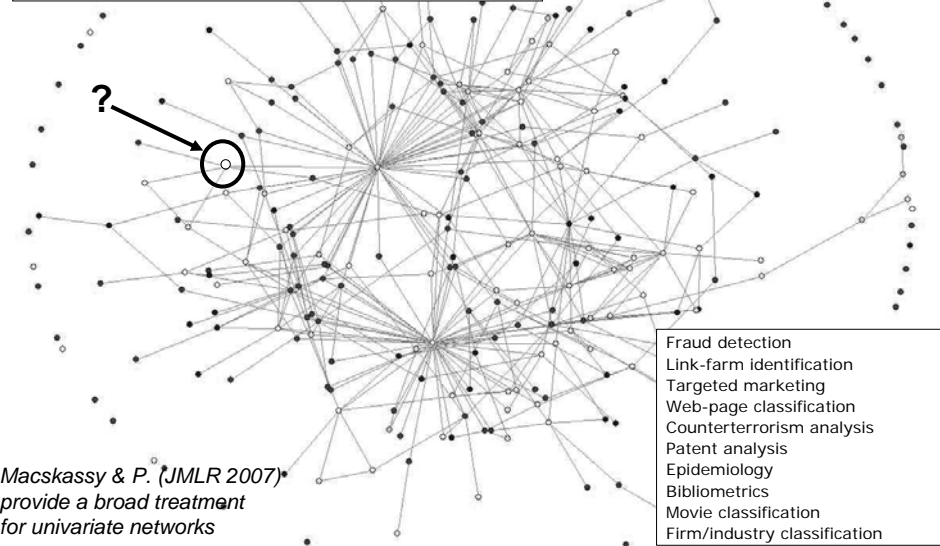 ?
Fraud detection
Link-farm identification
Targeted marketing
Web-page classification
Counterterrorism analysis
Patent analysis
Epidemiology
Bibliometrics
Movie classification
Firm/industry classification
Macskassy & P. (JMLR 2007)
provide a broad treatment
for univariate networks